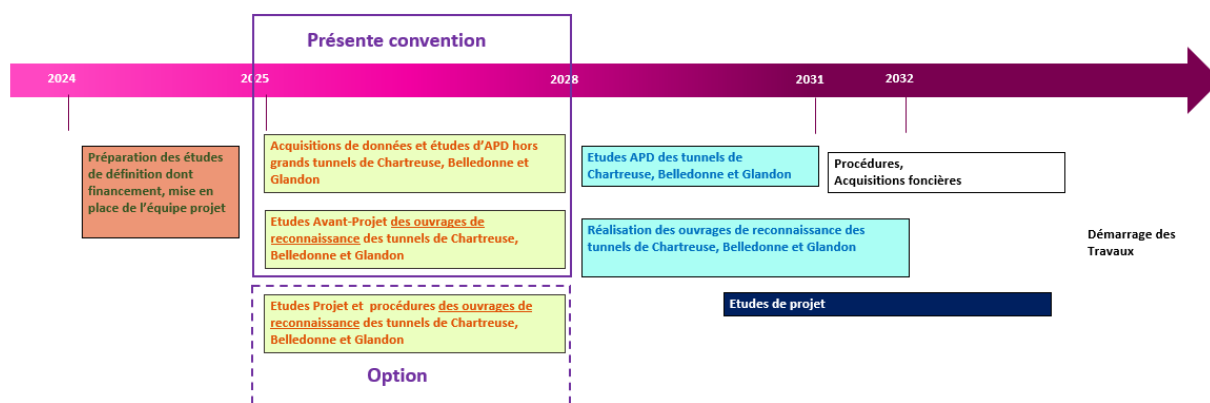 Présente convention
2024
2025
2028
2031
2032
Préparation des études
de définition dont
financement, mise en
place de l'équipe projet
Acquisitions de données et études d'APD hors
grands tunnels de Chartreuse, Belledonne et
Glandon
Etudes APD des tunnels de
Chartreuse, Belledonne et Glandon
Procédures,
Acquisitions foncières
Etudes Avant-Projet des ouvrages de
reconnaissance des tunnels de Chartreuse,
Belledonne et Glandon
Réalisation des ouvrages de reconnaissance des
tunnels de Chartreuse, Belledonne et Glandon
Démarrage des
Travaux
Etudes Projet et procédures des ouvrages de
reconnaissance des tunnels de Chartreuse,
Belledonne et Glandon
Etudes de projet
Option